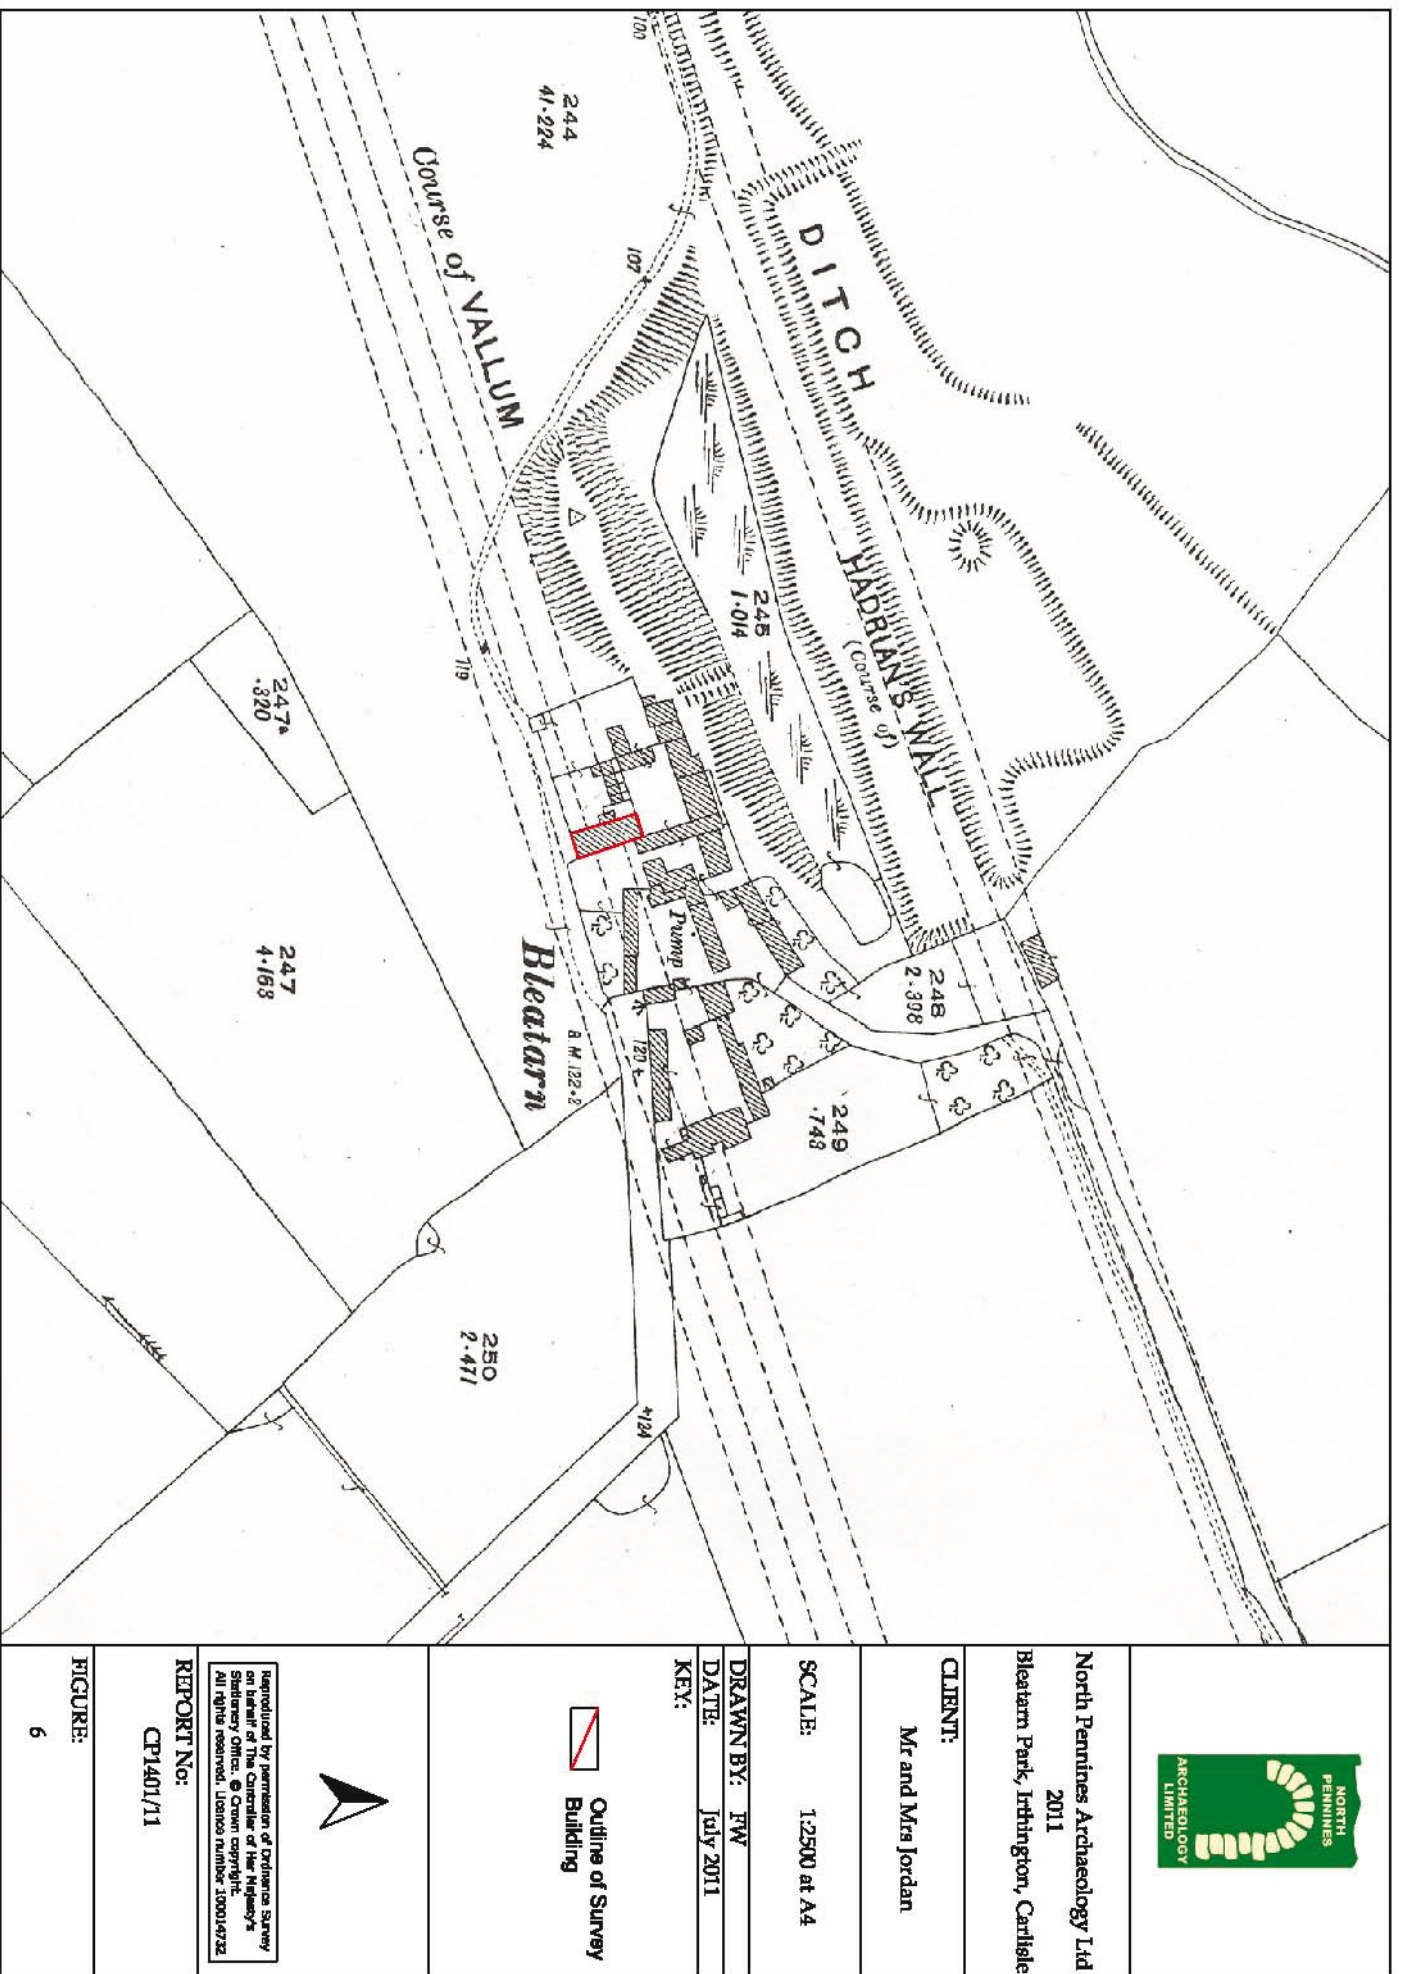 100
244
41·224
Course of VALLUM
107
DITCH
HADRIAN'S WALL
(Course of)
245
1·014
119
247a
·320
247
4·168
Pump
Bleatarn
B.M.122·2
120
248
2·398
249
·748
250
2·471
124
NORTH
PENNINES
ARCHAEOLOGY
LIMITED
North Pennines Archaeology Ltd
2011
Bleatarn Park, Irthington, Carlisle
CLIENT:
Mr and Mrs Jordan
SCALE: 1:2500 at A4
DRAWN BY: FW
DATE: July 2011
KEY:
Outline of Survey
Building
Reproduced by permission of Ordnance Survey
on behalf of The Controller of Her Majesty's
Stationery Office. © Crown copyright.
All rights reserved. Licence number 100014732
REPORT No:
CP1401/11
FIGURE:
6